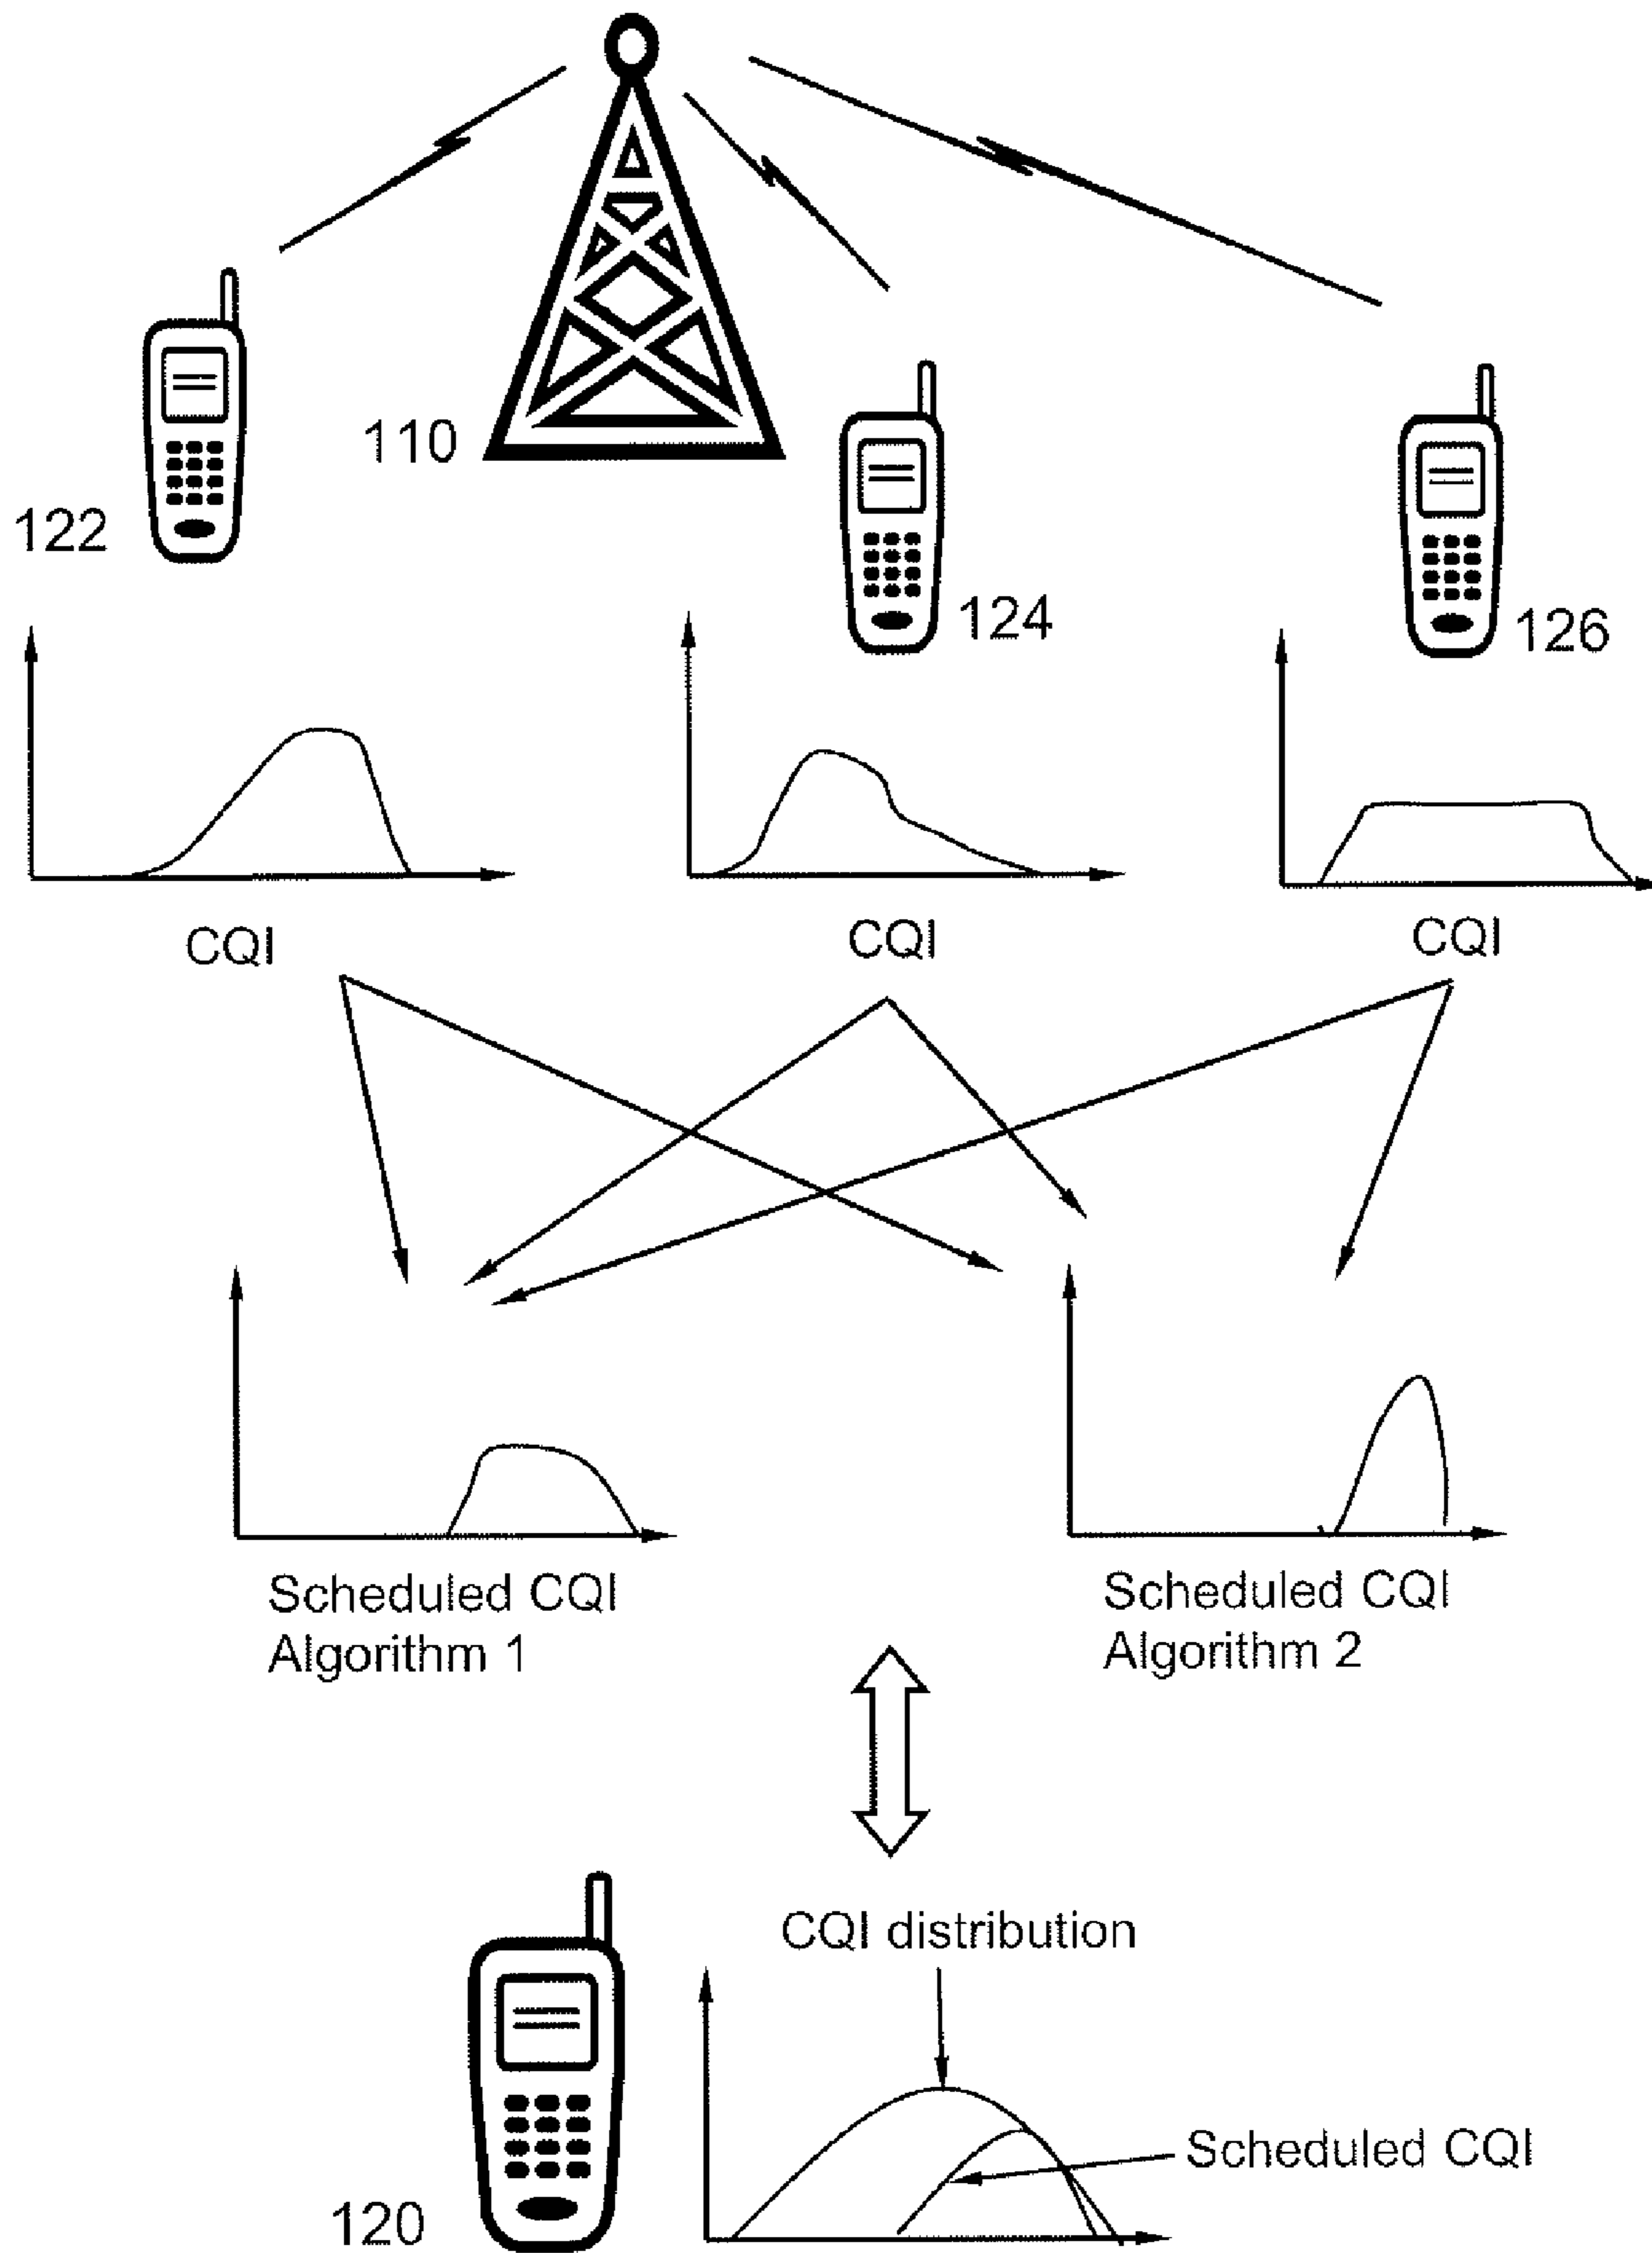 110
122
124
126
CQI
CQI
CQI
Scheduled CQI
Algorithm 1
Scheduled CQI
Algorithm 2
CQI distribution
Scheduled CQI
120